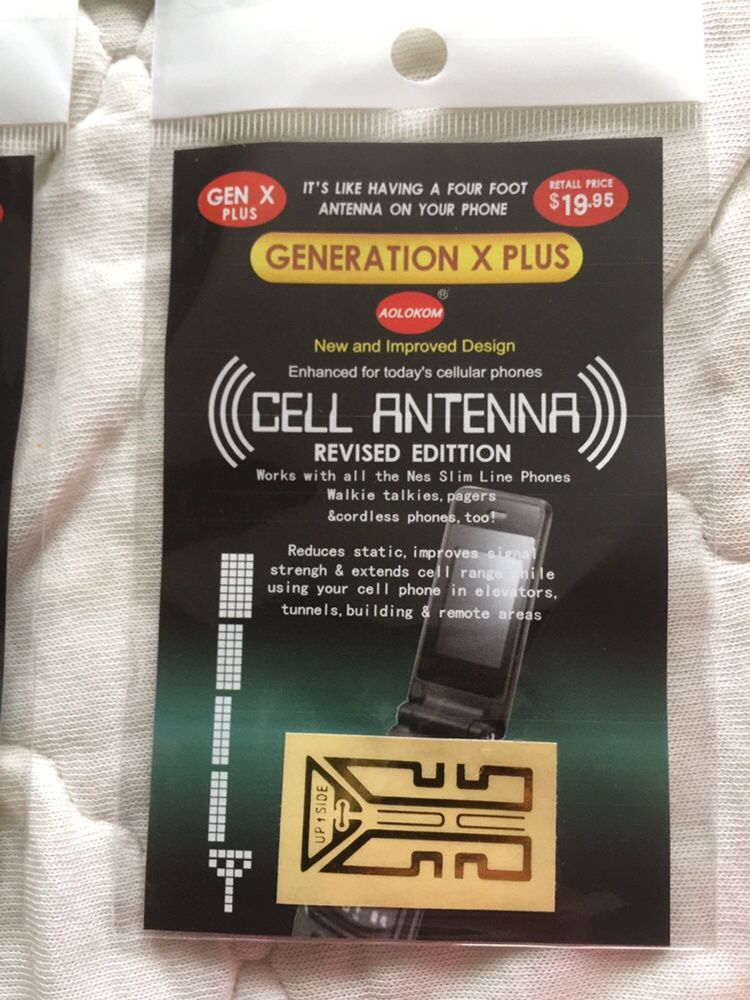 GEN X
PLUS
IT'S LIKE HAVING A FOUR FOOT
ANTENNA ON YOUR PHONE
RETALL PRICE
$19.95
GENERATION X PLUS
AOLOKOM®
New and Improved Design
Enhanced for today's cellular phones
CELL ANTENNA
REVISED EDITTION
Works with all the Nes Slim Line Phones
Walkie talkies, pagers
&cordless phones, too!
Reduces static, improves signal
strengh & extends cell range while
using your cell phone in elevators,
tunnels, building & remote areas
UP↑SIDE